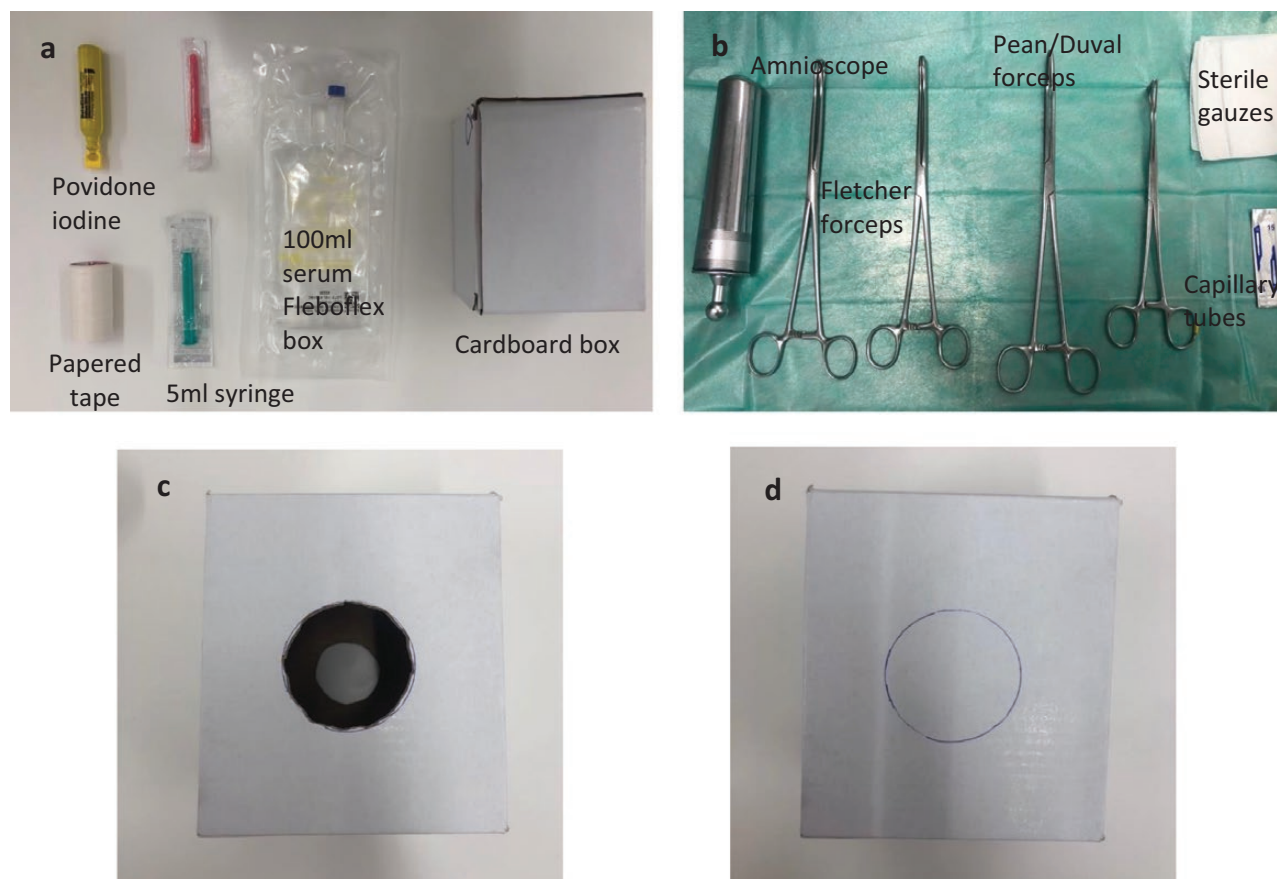 a
Povidone
iodine
Papered
tape
5ml syringe
100ml
serum
Fleboflex
box
Cardboard box
b
Amnioscope
Fletcher
forceps
Pean/Duval
forceps
Sterile
gauzes
Capillary
tubes
c
d